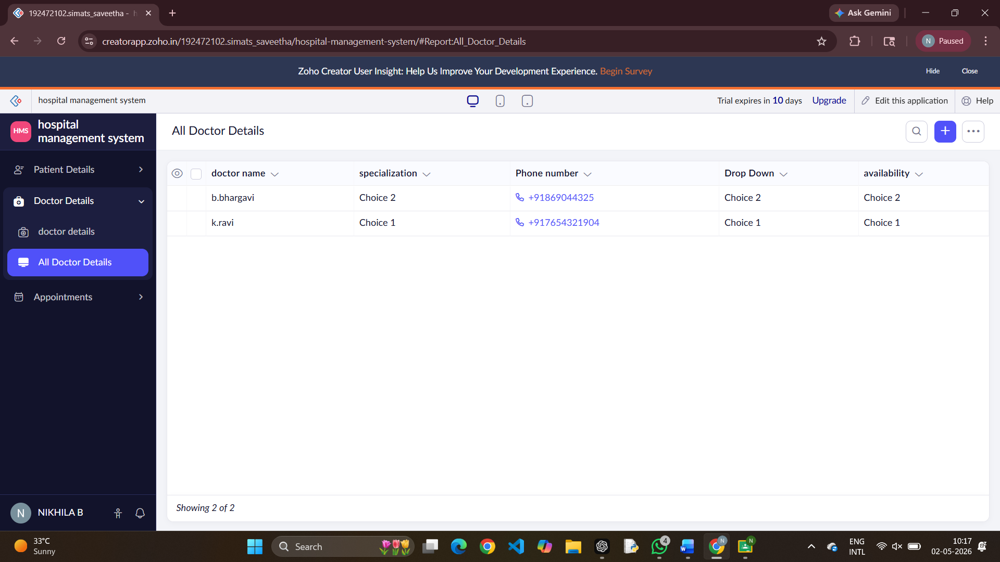 192472102.simats_saveetha - h
Ask Gemini
creatorapp.zoho.in/192472102.simats_saveetha/hospital-management-system/#Report:All_Doctor_Details
N Paused
Zoho Creator User Insight: Help Us Improve Your Development Experience. Begin Survey
Hide
Close
hospital management system
Trial expires in 10 days
Upgrade
Edit this application
Help
HMS
hospital
management system
Patient Details
Doctor Details
doctor details
All Doctor Details
Appointments
NIKHILA B
N
All Doctor Details
doctor name specialization Phone number Drop Down availability
b.bhargavi Choice 2 +91869044325 Choice 2 Choice 2
k.ravi Choice 1 +917654321904 Choice 1 Choice 1
Showing 2 of 2
33°C
Sunny
Search
4
N
N
ENG
INTL
10:17
02-05-2026